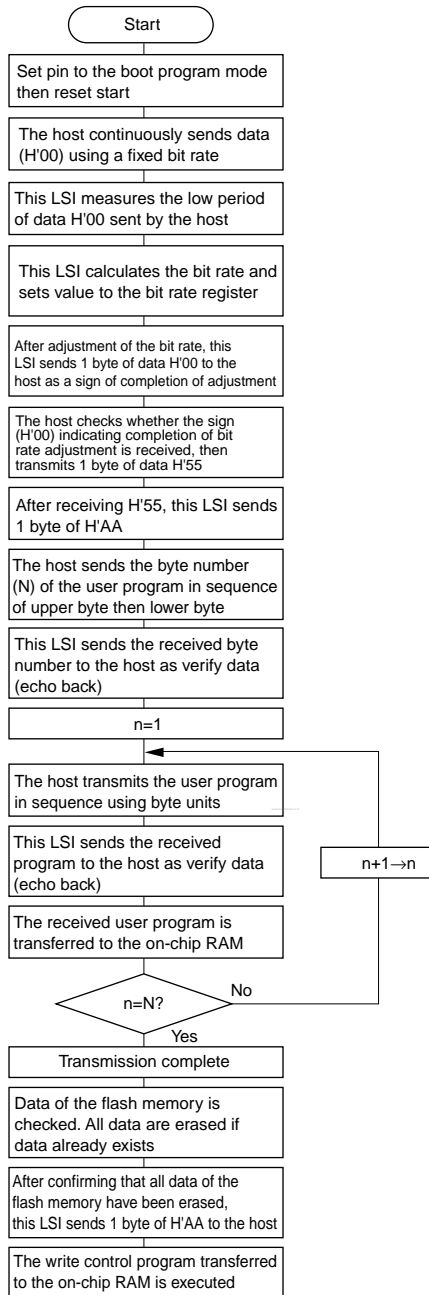 Start
Set pin to the boot program mode
then reset start
The host continuously sends data
(H'00) using a fixed bit rate
This LSI measures the low period
of data H'00 sent by the host
This LSI calculates the bit rate and
sets value to the bit rate register
After adjustment of the bit rate, this
LSI sends 1 byte of data H'00 to the
host as a sign of completion of adjustment
The host checks whether the sign
(H'00) indicating completion of bit
rate adjustment is received, then
transmits 1 byte of data H'55
After receiving H'55, this LSI sends
1 byte of H'AA
The host sends the byte number
(N) of the user program in sequence
of upper byte then lower byte
This LSI sends the received byte
number to the host as verify data
(echo back)
n=1
The host transmits the user program
in sequence using byte units
This LSI sends the received
program to the host as verify data
(echo back)
n+1→n
The received user program is
transferred to the on-chip RAM
n=N?
No
Yes
Transmission complete
Data of the flash memory is
checked. All data are erased if
data already exists
After confirming that all data of the
flash memory have been erased,
this LSI sends 1 byte of H'AA to the host
The write control program transferred
to the on-chip RAM is executed